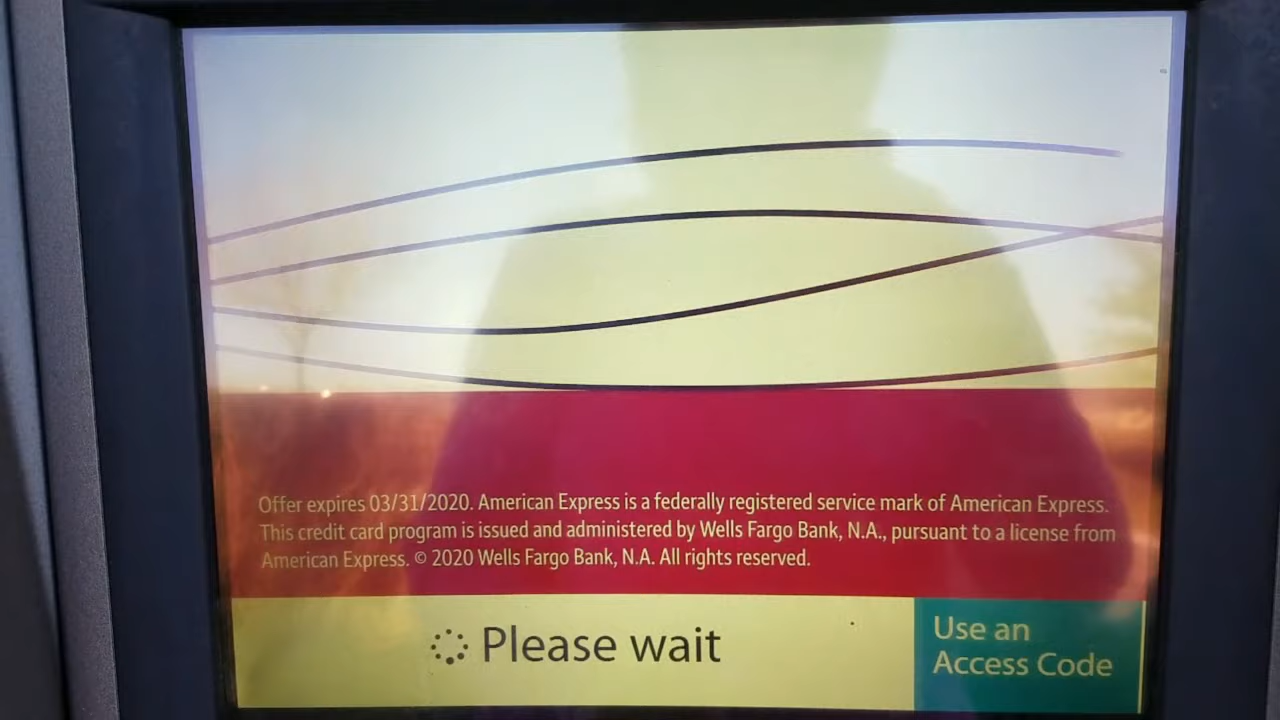 Offer expires 03/31/2020. American Express is a federally registered service mark of American Express.
This credit card program is issued and administered by Wells Fargo Bank, N.A., pursuant to a license from
American Express. © 2020 Wells Fargo Bank, N.A. All rights reserved.
Please wait
Use an
Access Code